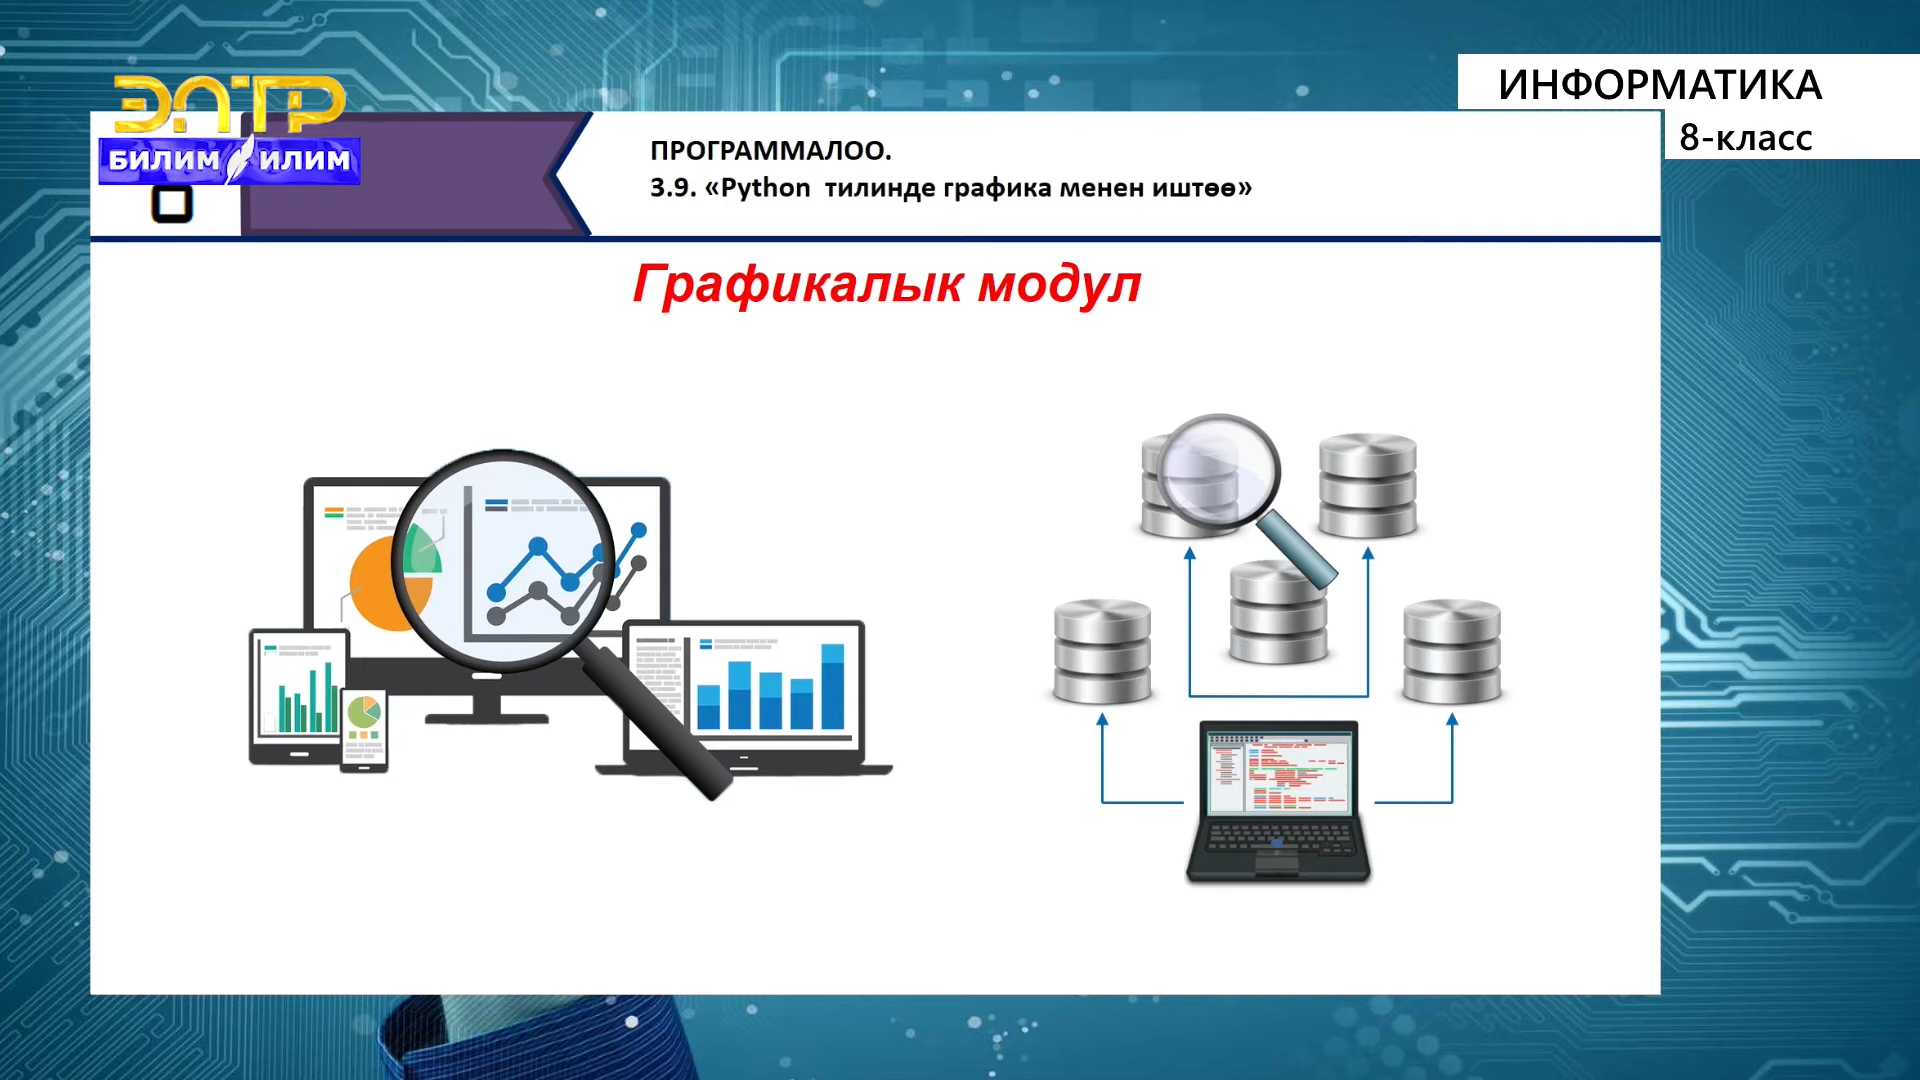 ЭЛТР
БИЛИМ ИЛИМ
ИНФОРМАТИКА
8-класс
ПРОГРАММАЛОО.
3.9. «Python тилинде графика менен иштөө»
Графикалык модул